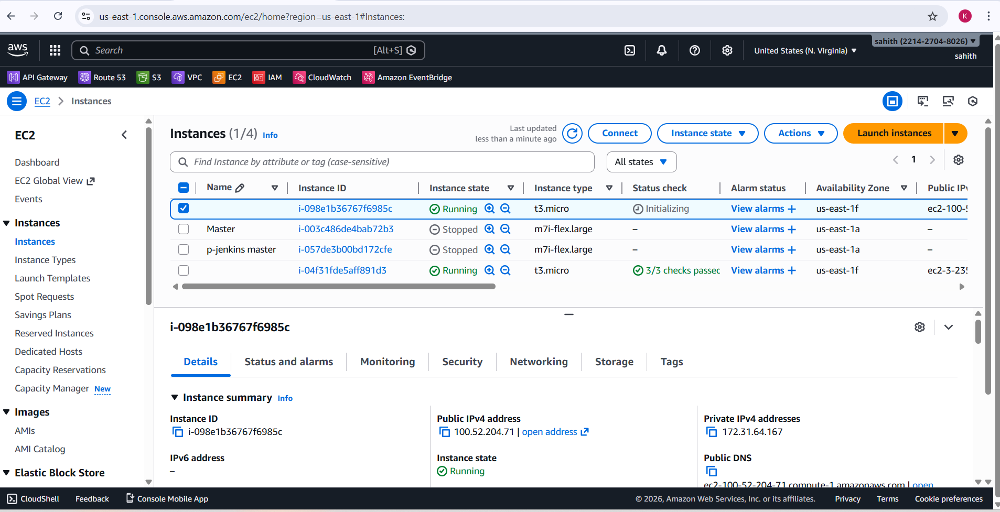 us-east-1.console.aws.amazon.com/ec2/home?region=us-east-1#Instances:
K
aws
Search
[Alt+S]
United States (N. Virginia)
sahith (2214-2704-8026)
sahith
API Gateway
Route 53
S3
VPC
EC2
IAM
CloudWatch
Amazon EventBridge
EC2
Instances
EC2
Dashboard
EC2 Global View
Events
Instances
Instances
Instance Types
Launch Templates
Spot Requests
Savings Plans
Reserved Instances
Dedicated Hosts
Capacity Reservations
Capacity Manager New
Images
AMIs
AMI Catalog
Elastic Block Store
Instances (1/4) Info
Last updated
less than a minute ago
Connect
Instance state
Actions
Launch instances
Find Instance by attribute or tag (case-sensitive)
All states
1
Name Instance ID Instance state Instance type Status check Alarm status Availability Zone Public IPv
i-098e1b36767f6985c Running t3.micro Initializing View alarms + us-east-1f ec2-100-5
Master i-003c486de4bab72b3 Stopped m7i-flex.large – View alarms + us-east-1a –
p-jenkins master i-057de3b00bd172cfe Stopped m7i-flex.large – View alarms + us-east-1a –
i-04f31fde5aff891d3 Running t3.micro 3/3 checks passed View alarms + us-east-1f ec2-3-235
i-098e1b36767f6985c
Details
Status and alarms
Monitoring
Security
Networking
Storage
Tags
Instance summary Info
Instance ID
i-098e1b36767f6985c
Public IPv4 address
100.52.204.71 | open address
Private IPv4 addresses
172.31.64.167
IPv6 address
–
Instance state
Running
Public DNS
ec2-100-52-204-71.compute-1.amazonaws.com | open
CloudShell
Feedback
Console Mobile App
© 2026, Amazon Web Services, Inc. or its affiliates.
Privacy
Terms
Cookie preferences